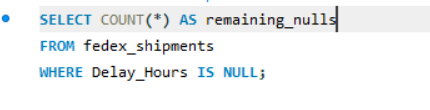 SELECT COUNT(*) AS remaining_nulls
FROM fedex_shipments
WHERE Delay_Hours IS NULL;